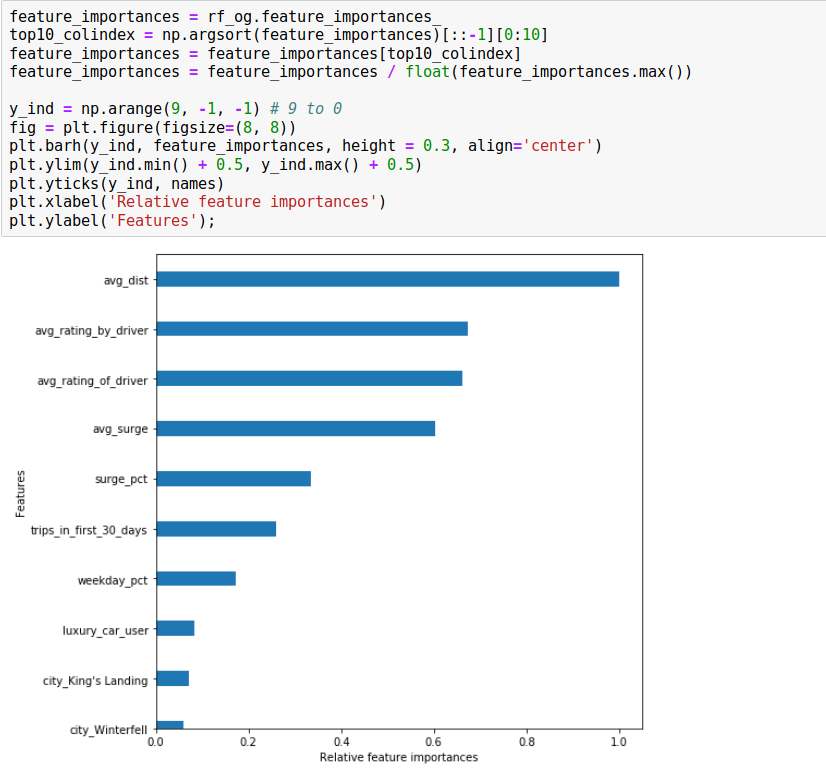 feature_importances = rf_og.feature_importances_
top10_colindex = np.argsort(feature_importances)[::-1][0:10]
feature_importances = feature_importances[top10_colindex]
feature_importances = feature_importances / float(feature_importances.max())
y_ind = np.arange(9, -1, -1) # 9 to 0
fig = plt.figure(figsize=(8, 8))
plt.barh(y_ind, feature_importances, height = 0.3, align='center')
plt.ylim(y_ind.min() + 0.5, y_ind.max() + 0.5)
plt.yticks(y_ind, names)
plt.xlabel('Relative feature importances')
plt.ylabel('Features');
avg_dist
avg_rating_by_driver
avg_rating_of_driver
avg_surge
surge_pct
trips_in_first_30_days
weekday_pct
luxury_car_user
city_King's Landing
city_Winterfell
Features
0.0 0.2 0.4 0.6 0.8 1.0
Relative feature importances